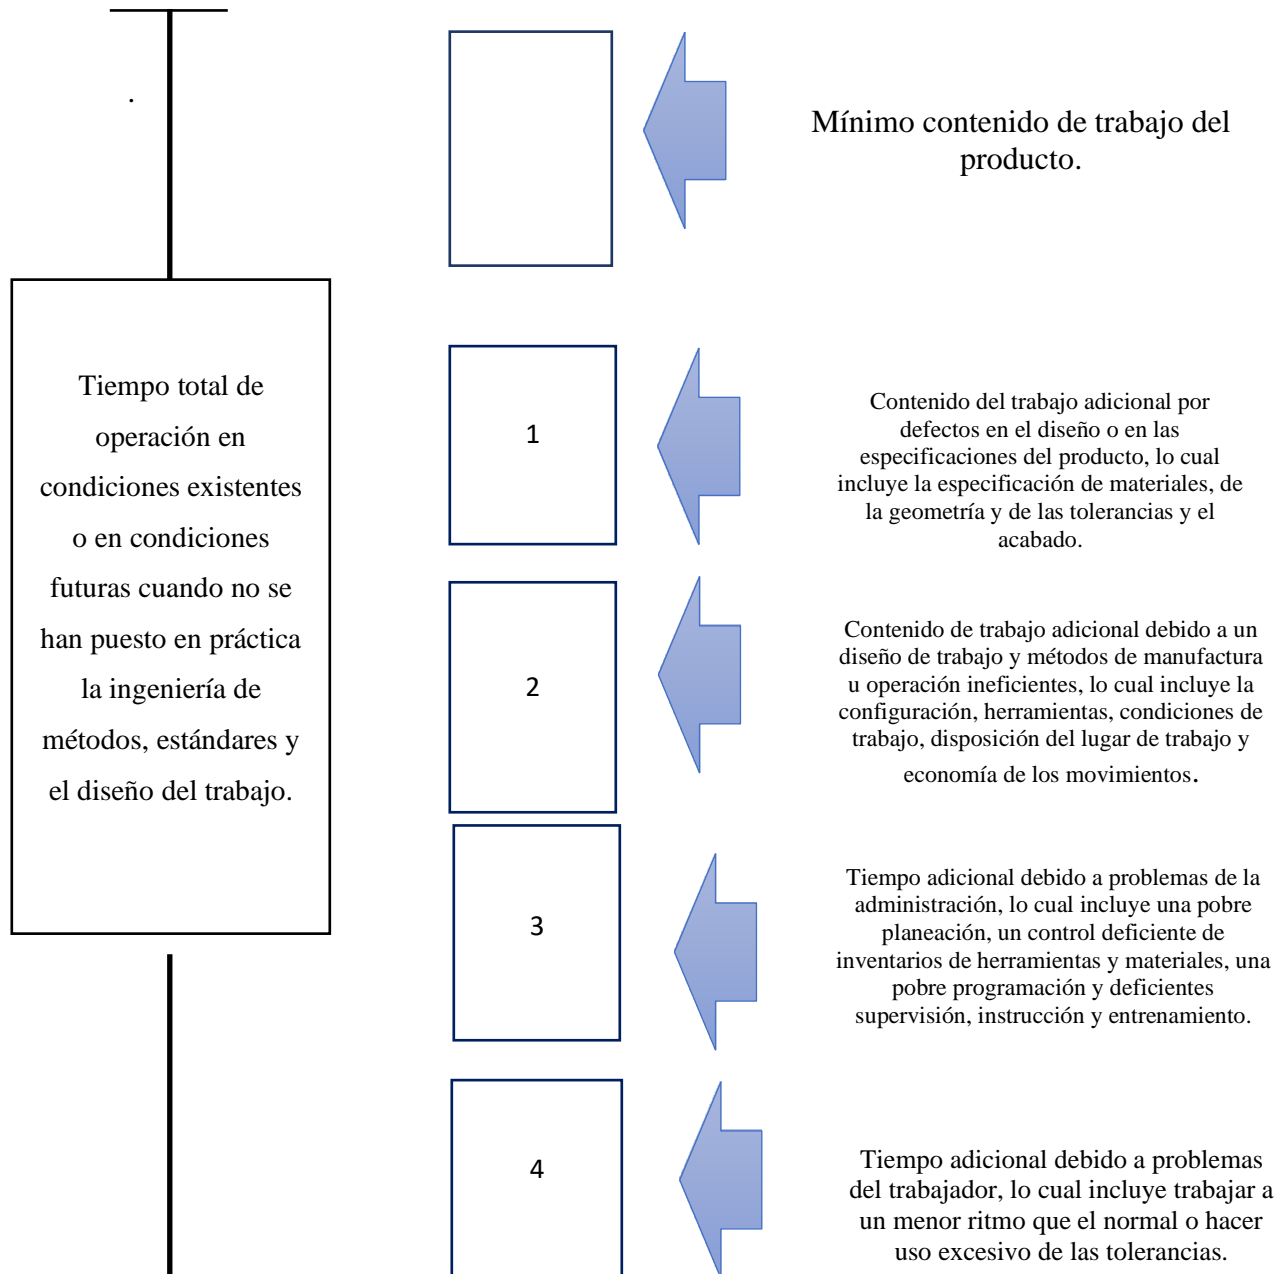 .
Mínimo contenido de trabajo del
producto.
Tiempo total de
operación en
condiciones existentes
o en condiciones
futuras cuando no se
han puesto en práctica
la ingeniería de
métodos, estándares y
el diseño del trabajo.
1
Contenido del trabajo adicional por
defectos en el diseño o en las
especificaciones del producto, lo cual
incluye la especificación de materiales, de
la geometría y de las tolerancias y el
acabado.
2
Contenido de trabajo adicional debido a un
diseño de trabajo y métodos de manufactura
u operación ineficientes, lo cual incluye la
configuración, herramientas, condiciones de
trabajo, disposición del lugar de trabajo y
economía de los movimientos.
3
Tiempo adicional debido a problemas de la
administración, lo cual incluye una pobre
planeación, un control deficiente de
inventarios de herramientas y materiales, una
pobre programación y deficientes
supervisión, instrucción y entrenamiento.
4
Tiempo adicional debido a problemas
del trabajador, lo cual incluye trabajar a
un menor ritmo que el normal o hacer
uso excesivo de las tolerancias.